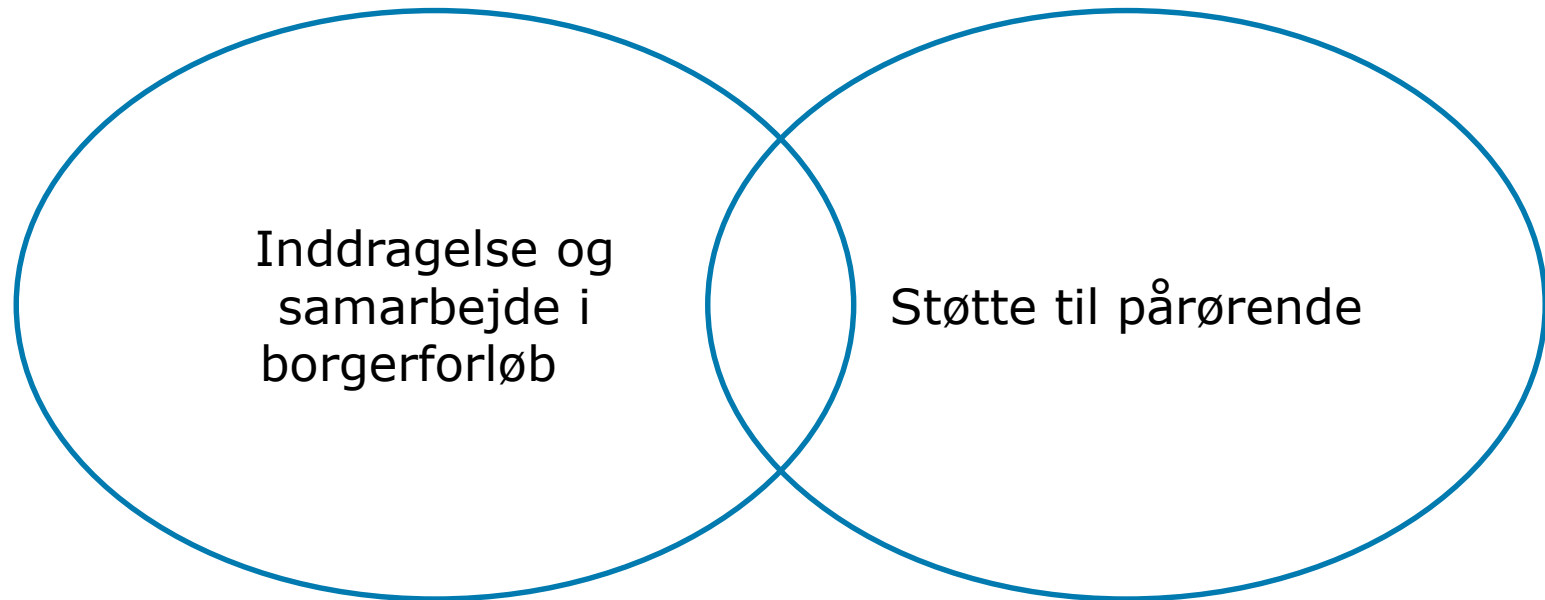 Inddragelse og
samarbejde i
borgerforløb
Støtte til pårørende